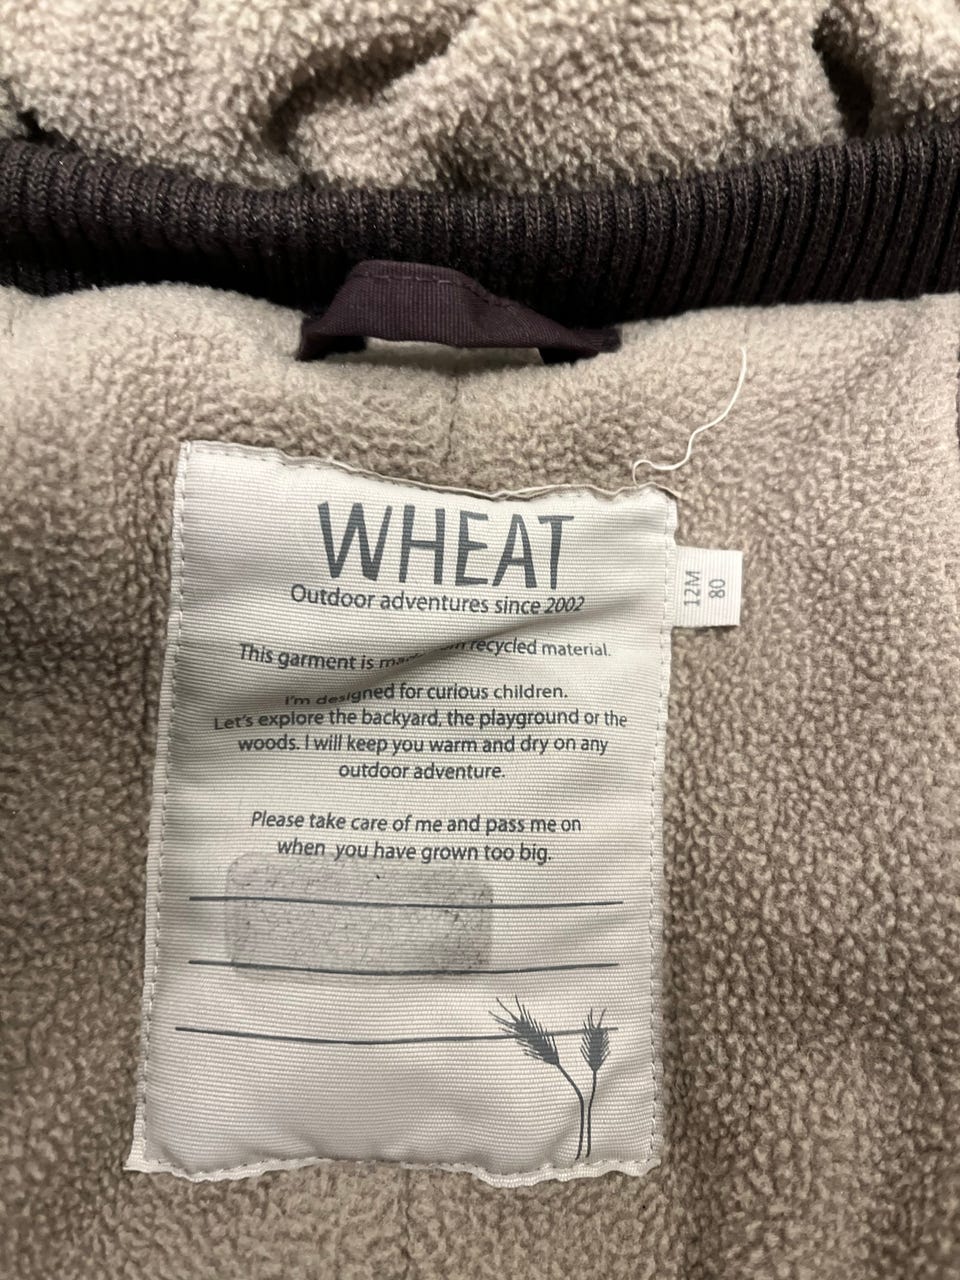 WHEAT
Outdoor adventures since 2002
This garment is recycled material.
I'm designed for curious children.
Let's explore the backyard, the playground or the
woods. I will keep you warm and dry on any
outdoor adventure.
Please take care of me and pass me on
when you have grown too big.
12M
80